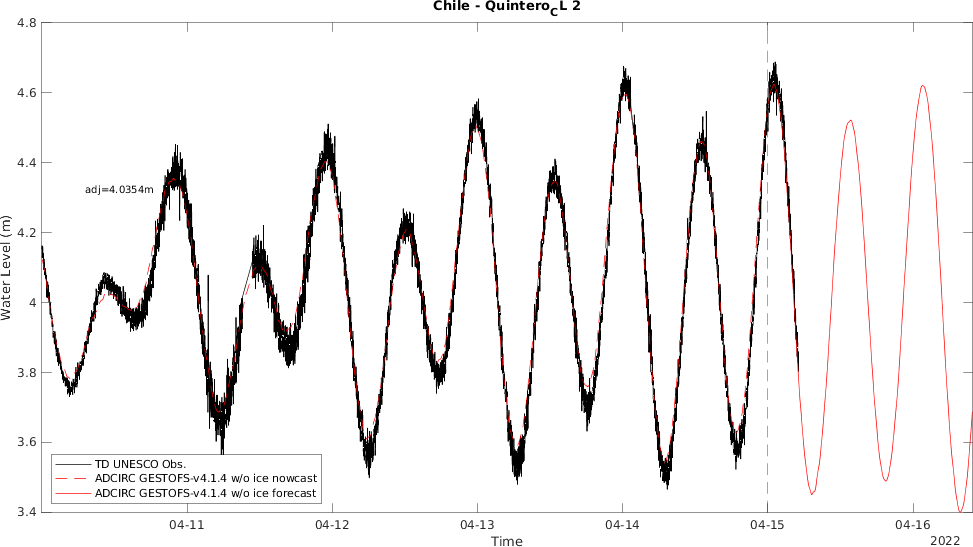 Chile - Quintero_CL 2
4.8
4.6
4.4
4.2
4
3.8
3.6
3.4
Water Level (m)
adj=4.0354m
TD UNESCO Obs.
ADCIRC GESTOFS-v4.1.4 w/o ice nowcast
ADCIRC GESTOFS-v4.1.4 w/o ice forecast
04-11 04-12 04-13 04-14 04-15 04-16
Time
2022